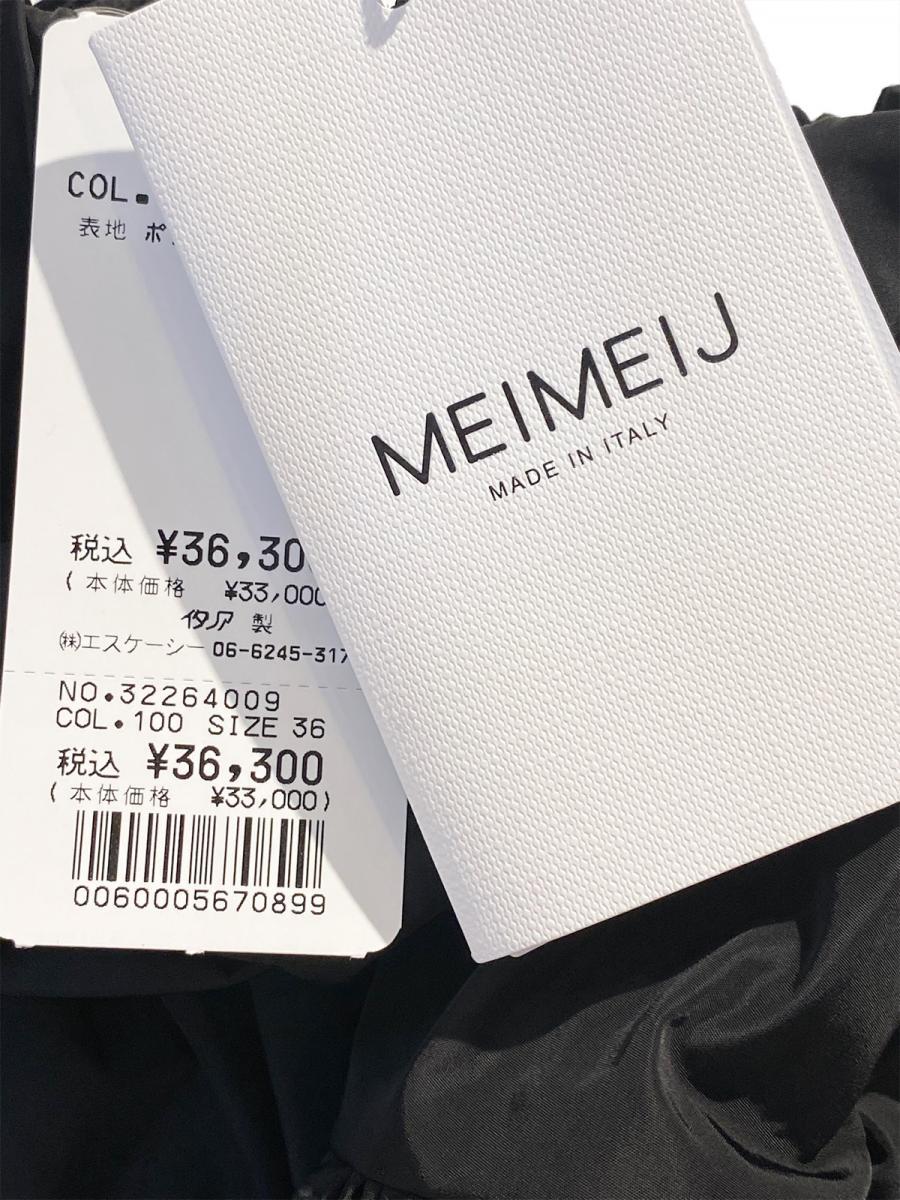 COL.
表地 ポ
税込 ¥36,30
(本体価格 ¥33,000
イタリア 製
㈱エスケーシー 06-6245-317
NO.32264009
COL.100 SIZE 36
税込 ¥36,300
(本体価格 ¥33,000)
0060005670899
MEIMEIJ
MADE IN ITALY